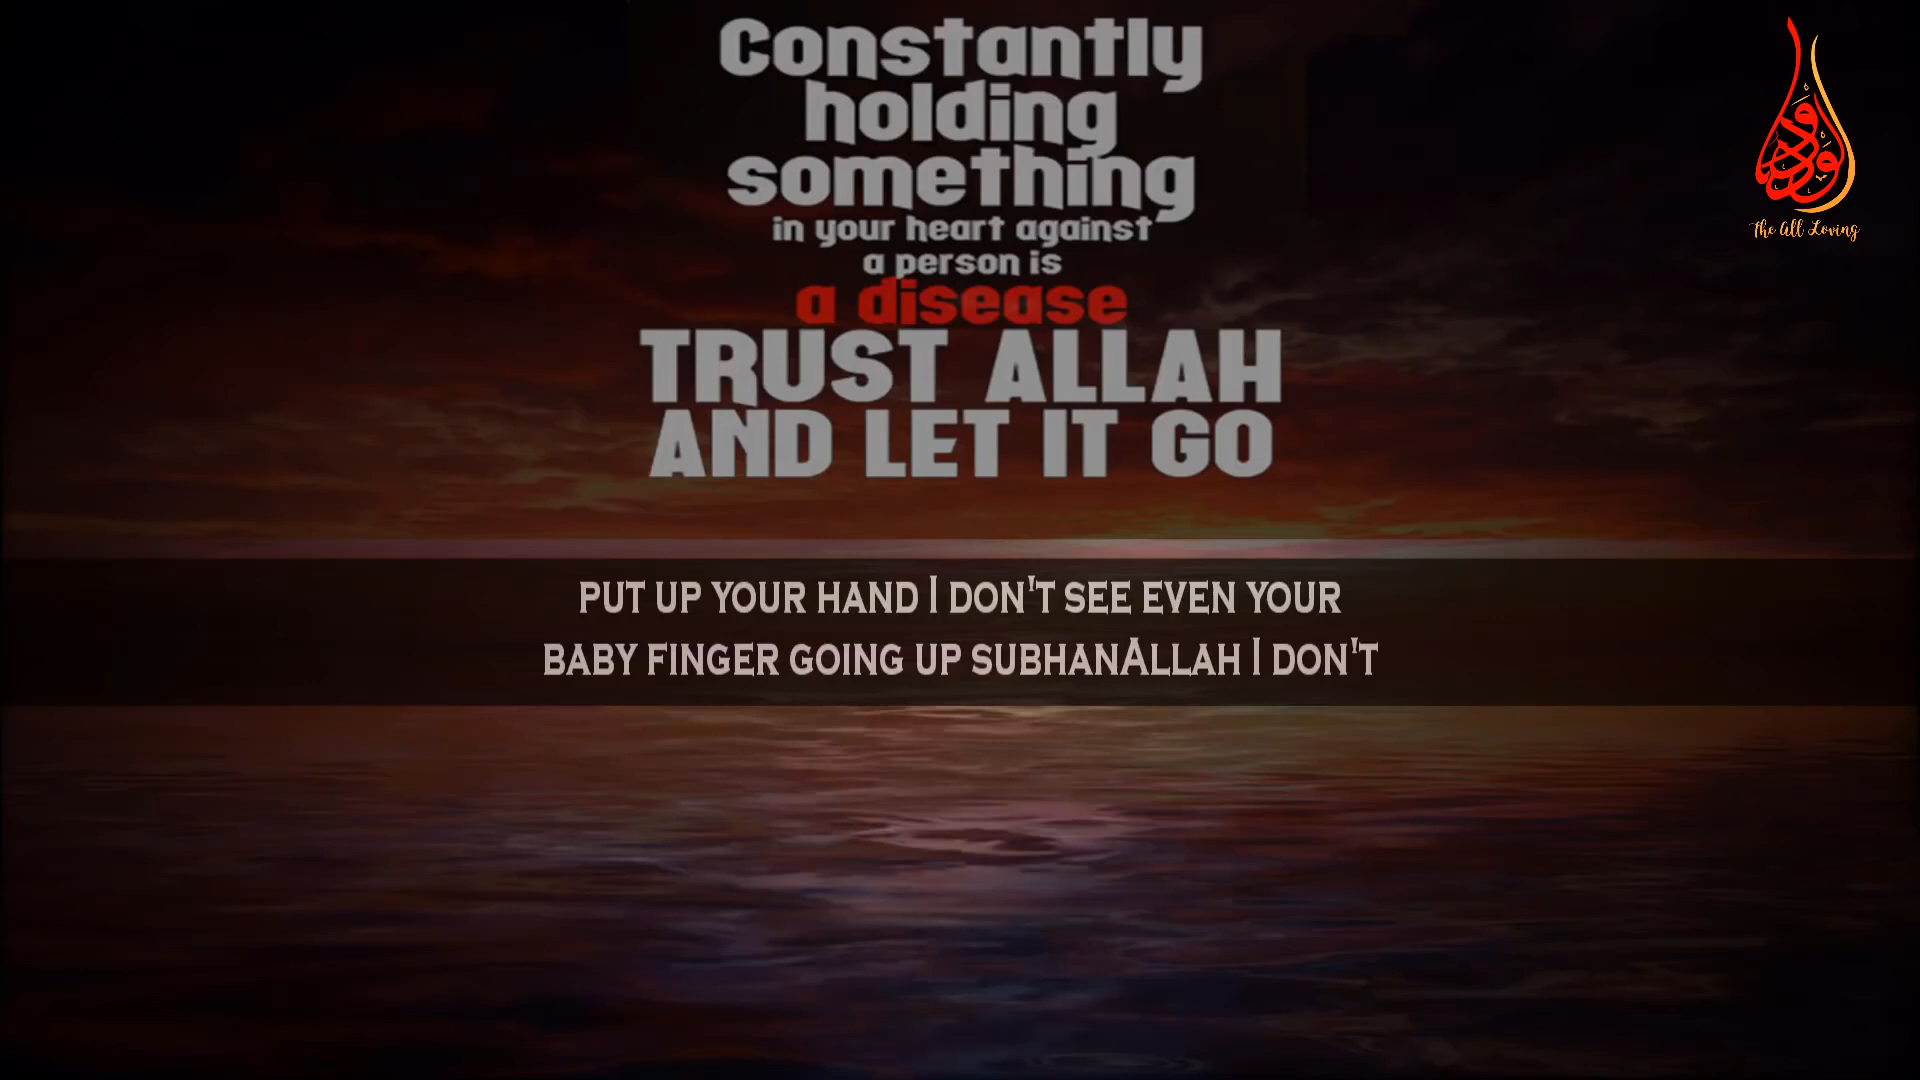 Constantly
holding
something
in your heart against
a person is
a disease
TRUST ALLAH
AND LET IT GO
The All Loving
PUT UP YOUR HAND I DON'T SEE EVEN YOUR
BABY FINGER GOING UP SUBHANALLAH I DON'T